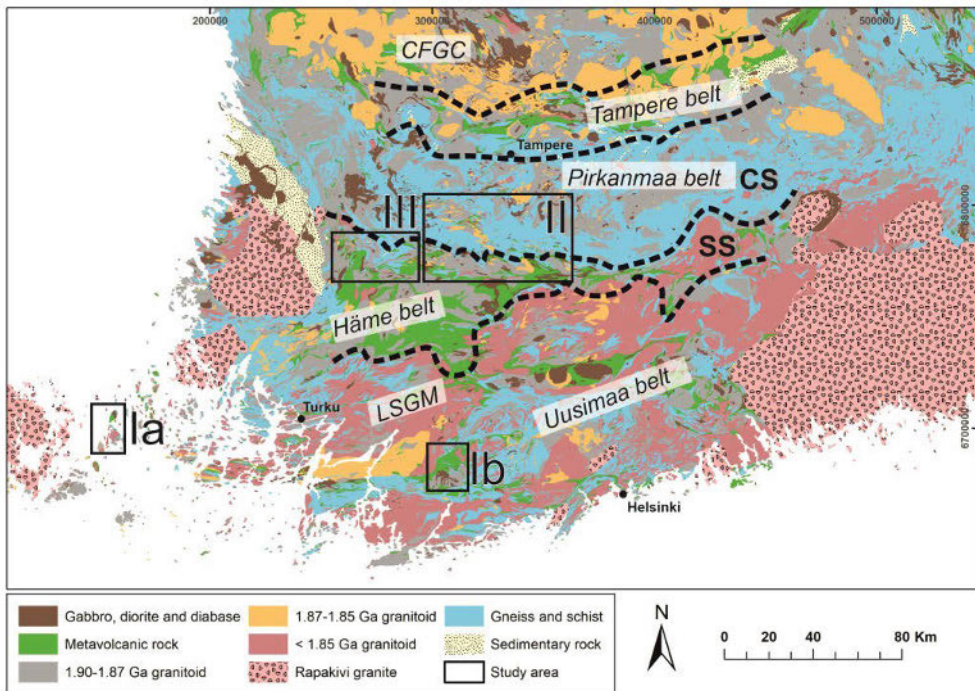 200000 300000 400000 500000
CFGC
Tampere belt
Tampere
Pirkanmaa belt
CS
6800000
III
II
SS
Häme belt
LSGM
Uusimaa belt
Turku
6700000
Ia
Ib
Helsinki
Gabbro, diorite and diabase
1.87-1.85 Ga granitoid
Gneiss and schist
Metavolcanic rock
< 1.85 Ga granitoid
Sedimentary rock
1.90-1.87 Ga granitoid
Rapakivi granite
Study area
N
0 20 40 80 Km